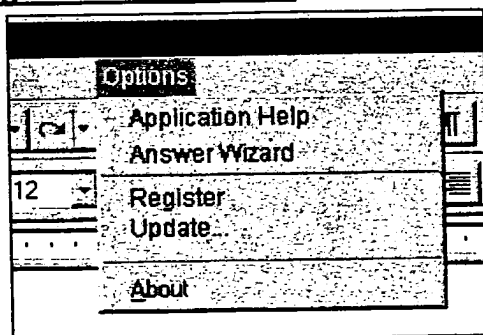 Options
Application Help
Answer Wizard
12
Register
Update...
About